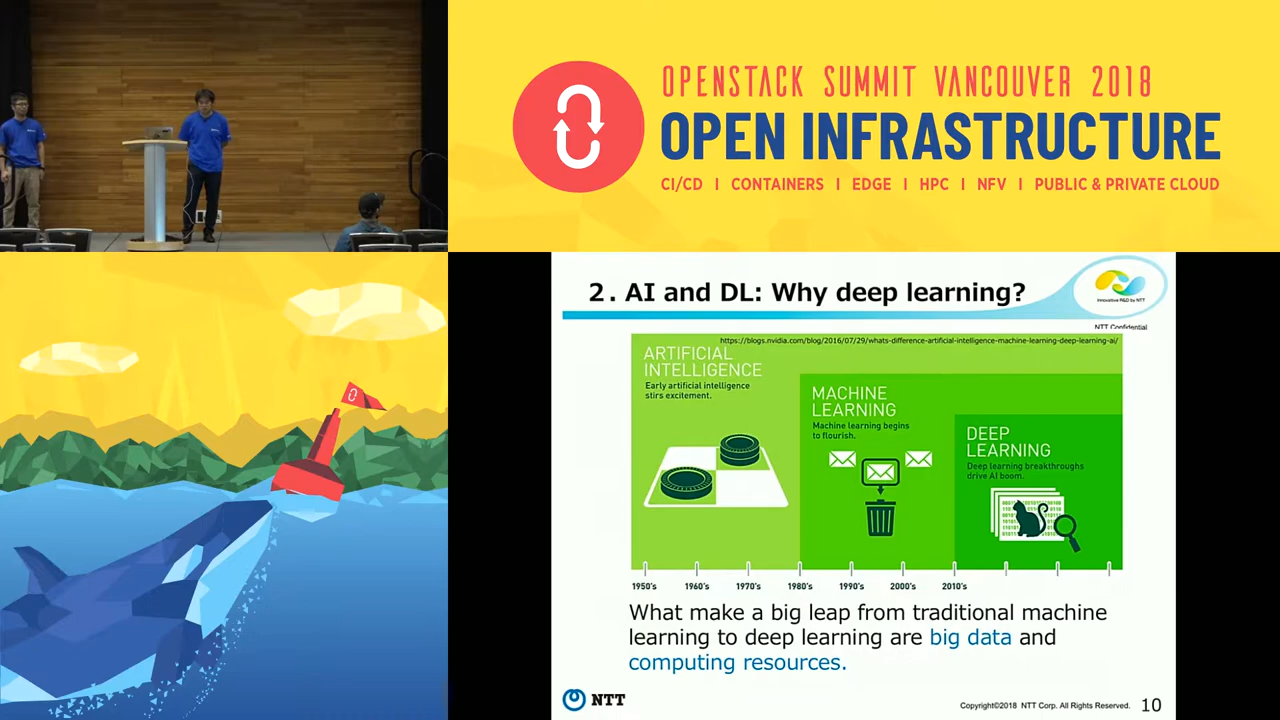 OPENSTACK SUMMIT VANCOUVER 2018
OPEN INFRASTRUCTURE
CI/CD | CONTAINERS | EDGE | HPC | NFV | PUBLIC & PRIVATE CLOUD
2. AI and DL: Why deep learning?
Innovative R&D by NTT
NTT Confidential
https://blogs.nvidia.com/blog/2016/07/29/whats-difference-artificial-intelligence-machine-learning-deep-learning-ai/
ARTIFICIAL
INTELLIGENCE
Early artificial intelligence
stirs excitement.
MACHINE
LEARNING
Machine learning begins
to flourish.
DEEP
LEARNING
Deep learning breakthroughs
drive AI boom.
1950's 1960's 1970's 1980's 1990's 2000's 2010's
What make a big leap from traditional machine
learning to deep learning are big data and
computing resources.
NTT
Copyright©2018 NTT Corp. All Rights Reserved. 10